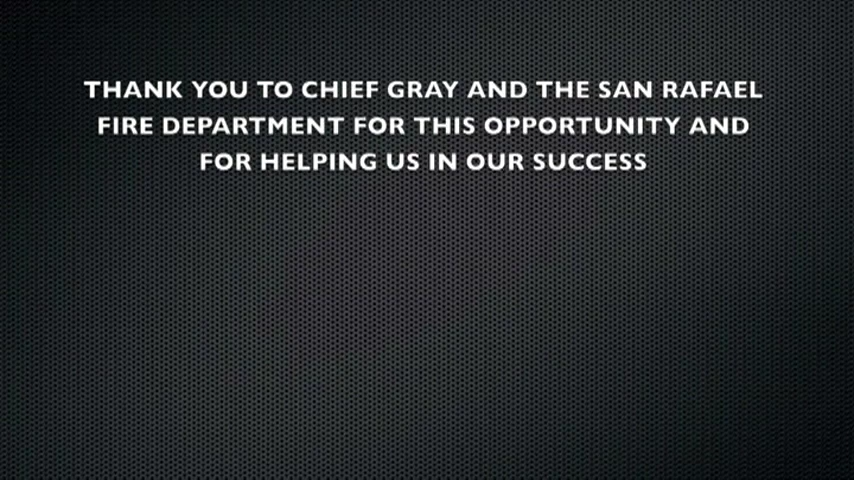 THANK YOU TO CHIEF GRAY AND THE SAN RAFAEL
FIRE DEPARTMENT FOR THIS OPPORTUNITY AND
FOR HELPING US IN OUR SUCCESS